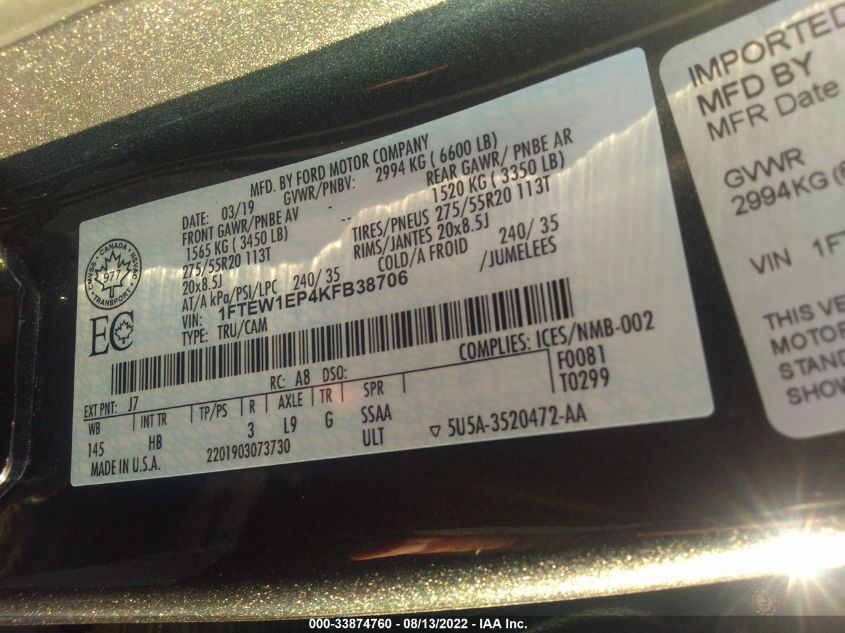 MFD. BY FORD MOTOR COMPANY
DATE: 03/19 GVWR/PNBV: 2994 KG ( 6600 LB)
FRONT GAWR/PNBE AV -- REAR GAWR/ PNBE AR
1565 KG ( 3450 LB) 1520 KG ( 3350 LB)
275/55R20 113T TIRES/PNEUS 275/55R20 113T
20x8.5J RIMS/JANTES 20x8.5J
AT/A kPa/PSI/LPC 240/ 35 COLD/A FROID 240/ 35
VIN: 1FTEW1EP4KFB38706 /JUMELEES
TYPE: TRU/CAM
CANADA
CMVSS NSVAC
977
TRANSPORT
EC
COMPLIES: ICES/NMB-002
RC: A8 DSO: F0081
EXT PNT: J7 T0299
WB INT TR TP/PS R AXLE TR SPR
145 HB 3 L9 G SSAA
ULT
MADE IN U.S.A. 2201903073730 5U5A-3520472-AA
IMPORTED
MFD BY
MFR Date
GVWR
2994KG (6
VIN 1FT
THIS VE
MOTOR
STAND
SHOW
000-33874760 - 08/13/2022 - IAA Inc.